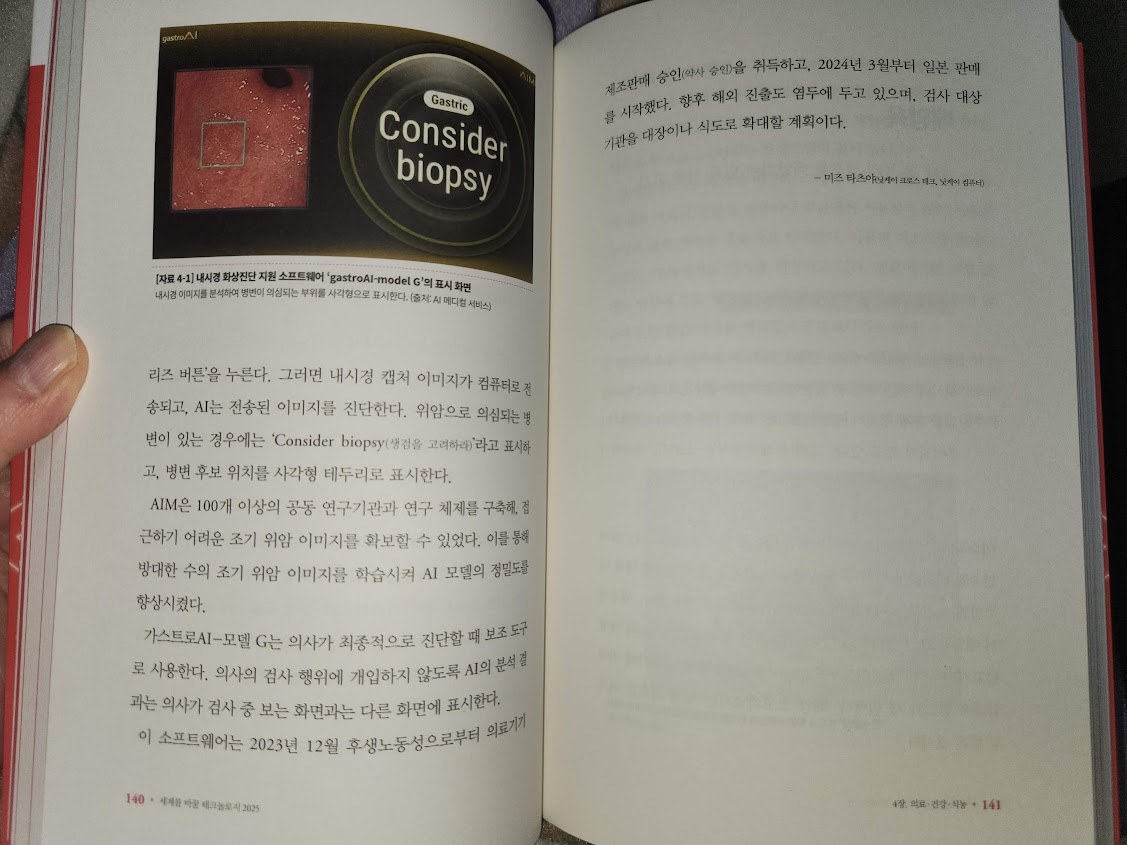 gastroAI
AIM
Gastric
Consider
biopsy
[자료 4-1] 내시경 화상진단 지원 소프트웨어 ‘gastroAI-model G’의 표시 화면
내시경 이미지를 분석하여 병변이 의심되는 부위를 사각형으로 표시한다. (출처: AI 메디컬 서비스)
리즈 버튼’을 누른다. 그러면 내시경 캡처 이미지가 컴퓨터로 전
송되고, AI는 전송된 이미지를 진단한다. 위암으로 의심되는 병
변이 있는 경우에는 ‘Consider biopsy(생검을 고려하라)’라고 표시하
고, 병변 후보 위치를 사각형 테두리로 표시한다.
AIM은 100개 이상의 공동 연구기관과 연구 체제를 구축해, 접
근하기 어려운 조기 위암 이미지를 확보할 수 있었다. 이를 통해
방대한 수의 조기 위암 이미지를 학습시켜 AI 모델의 정밀도를
향상시켰다.
가스트로AI-모델 G는 의사가 최종적으로 진단할 때 보조 도구
로 사용한다. 의사의 검사 행위에 개입하지 않도록 AI의 분석 결
과는 의사가 검사 중 보는 화면과는 다른 화면에 표시한다.
이 소프트웨어는 2023년 12월 후생노동성으로부터 의료기기
140 • 세계를 바꿀 테크놀로지 2025
제조판매 승인(약사 승인)을 취득하고, 2024년 3월부터 일본 판매
를 시작했다. 향후 해외 진출도 염두에 두고 있으며, 검사 대상
기관을 대장이나 식도로 확대할 계획이다.
– 미즈 타츠야(닛케이 크로스 테크, 닛케이 컴퓨터)
4장. 의료·건강·식농 • 141